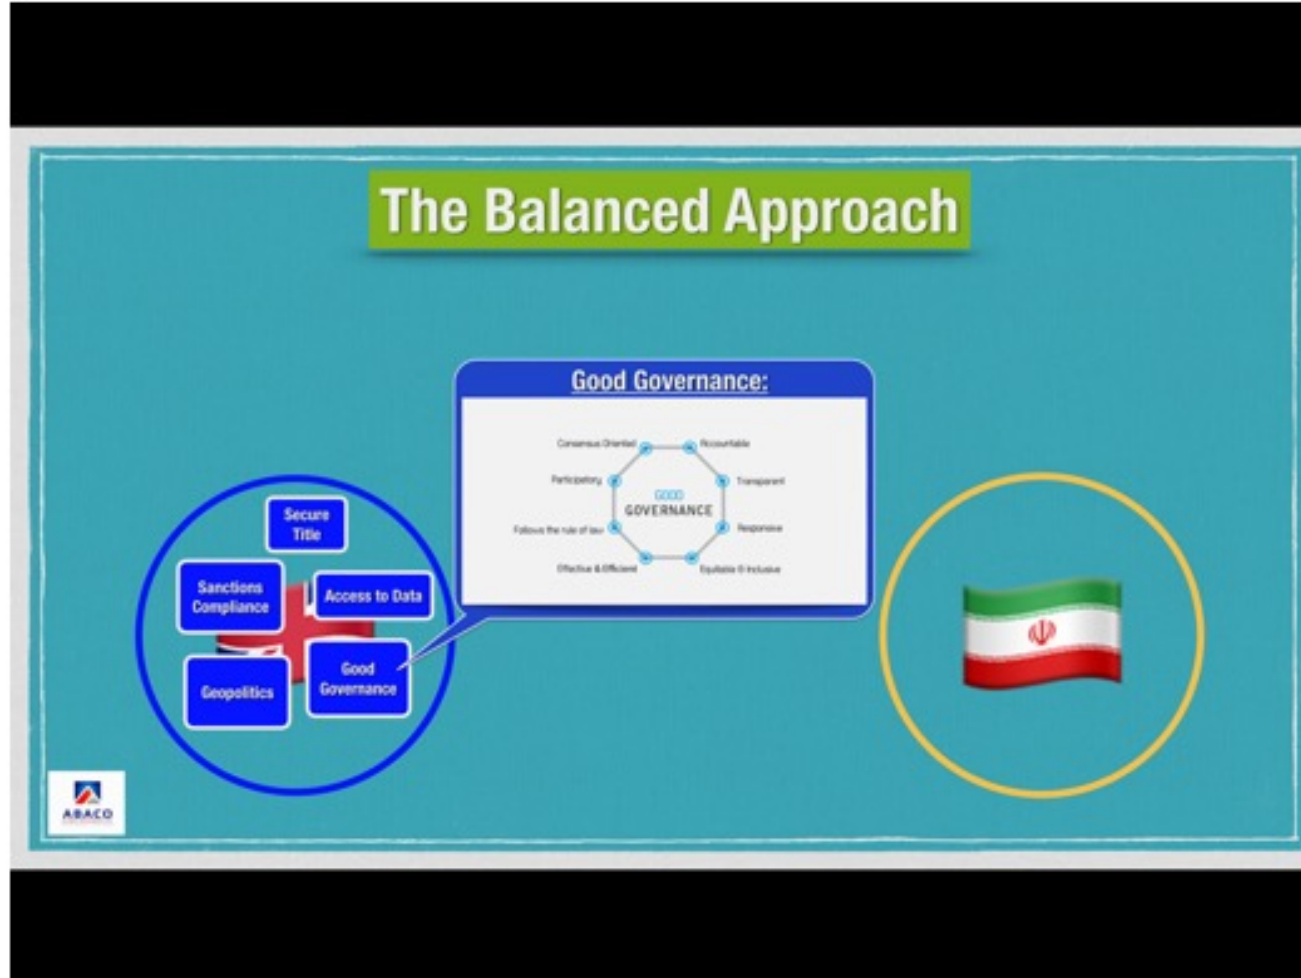 The Balanced Approach
Good Governance:
Consensus Oriented
Accountable
Participatory
Transparent
GOOD
GOVERNANCE
Follows the rule of law
Responsive
Effective & Efficient
Equitable & Inclusive
Secure
Title
Sanctions
Compliance
Access to Data
Geopolitics
Good
Governance
ABACO